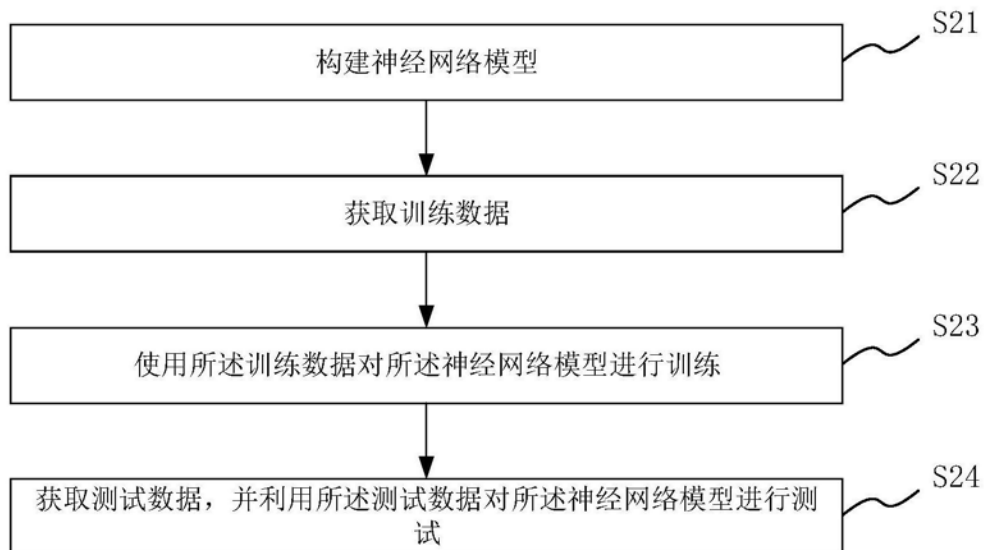 S21
构建神经网络模型
S22
获取训练数据
S23
使用所述训练数据对所述神经网络模型进行训练
S24
获取测试数据，并利用所述测试数据对所述神经网络模型进行测
试